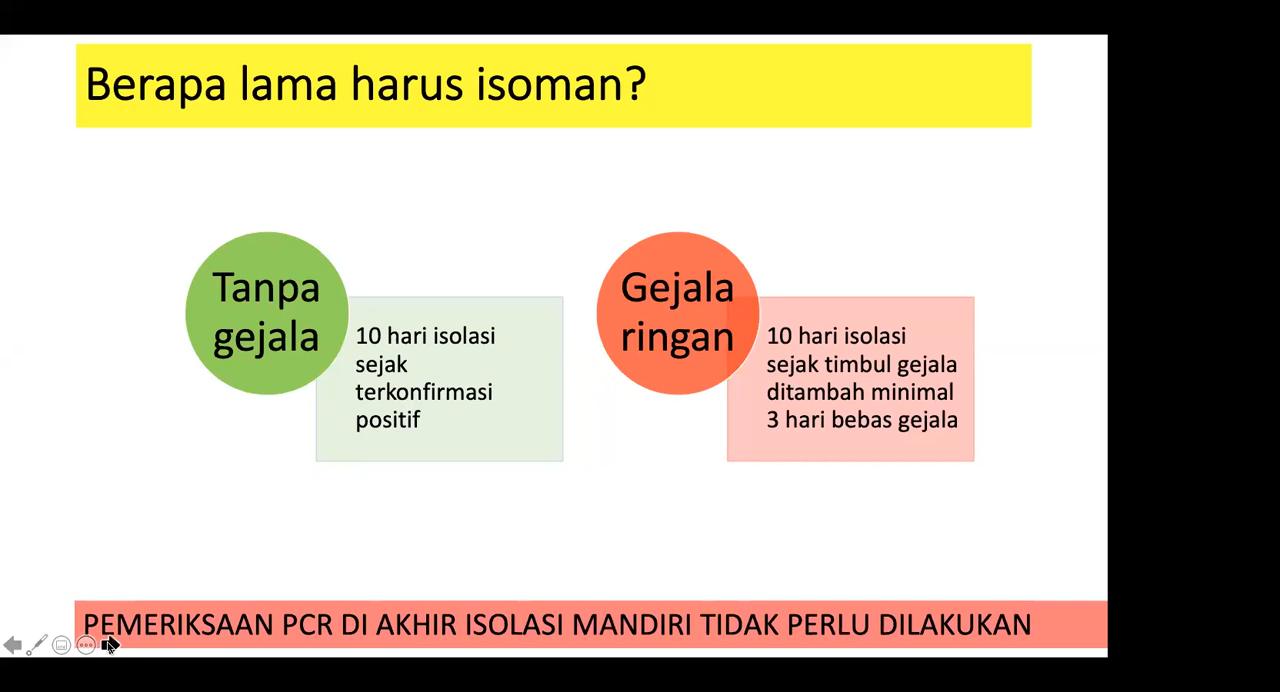 Berapa lama harus isoman?
Tanpa
gejala
10 hari isolasi
sejak
terkonfirmasi
positif
Gejala
ringan
10 hari isolasi
sejak timbul gejala
ditambah minimal
3 hari bebas gejala
PEMERIKSAAN PCR DI AKHIR ISOLASI MANDIRI TIDAK PERLU DILAKUKAN